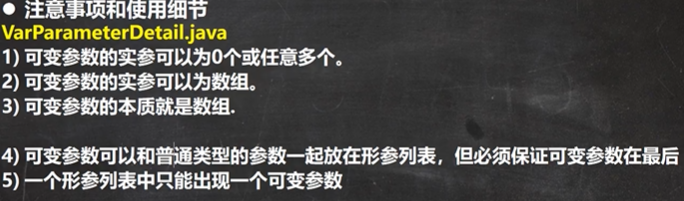 ● 注意事项和使用细节
VarParameterDetail.java
1) 可变参数的实参可以为0个或任意多个。
2) 可变参数的实参可以为数组。
3) 可变参数的本质就是数组.
4) 可变参数可以和普通类型的参数一起放在形参列表，但必须保证可变参数在最后
5) 一个形参列表中只能出现一个可变参数